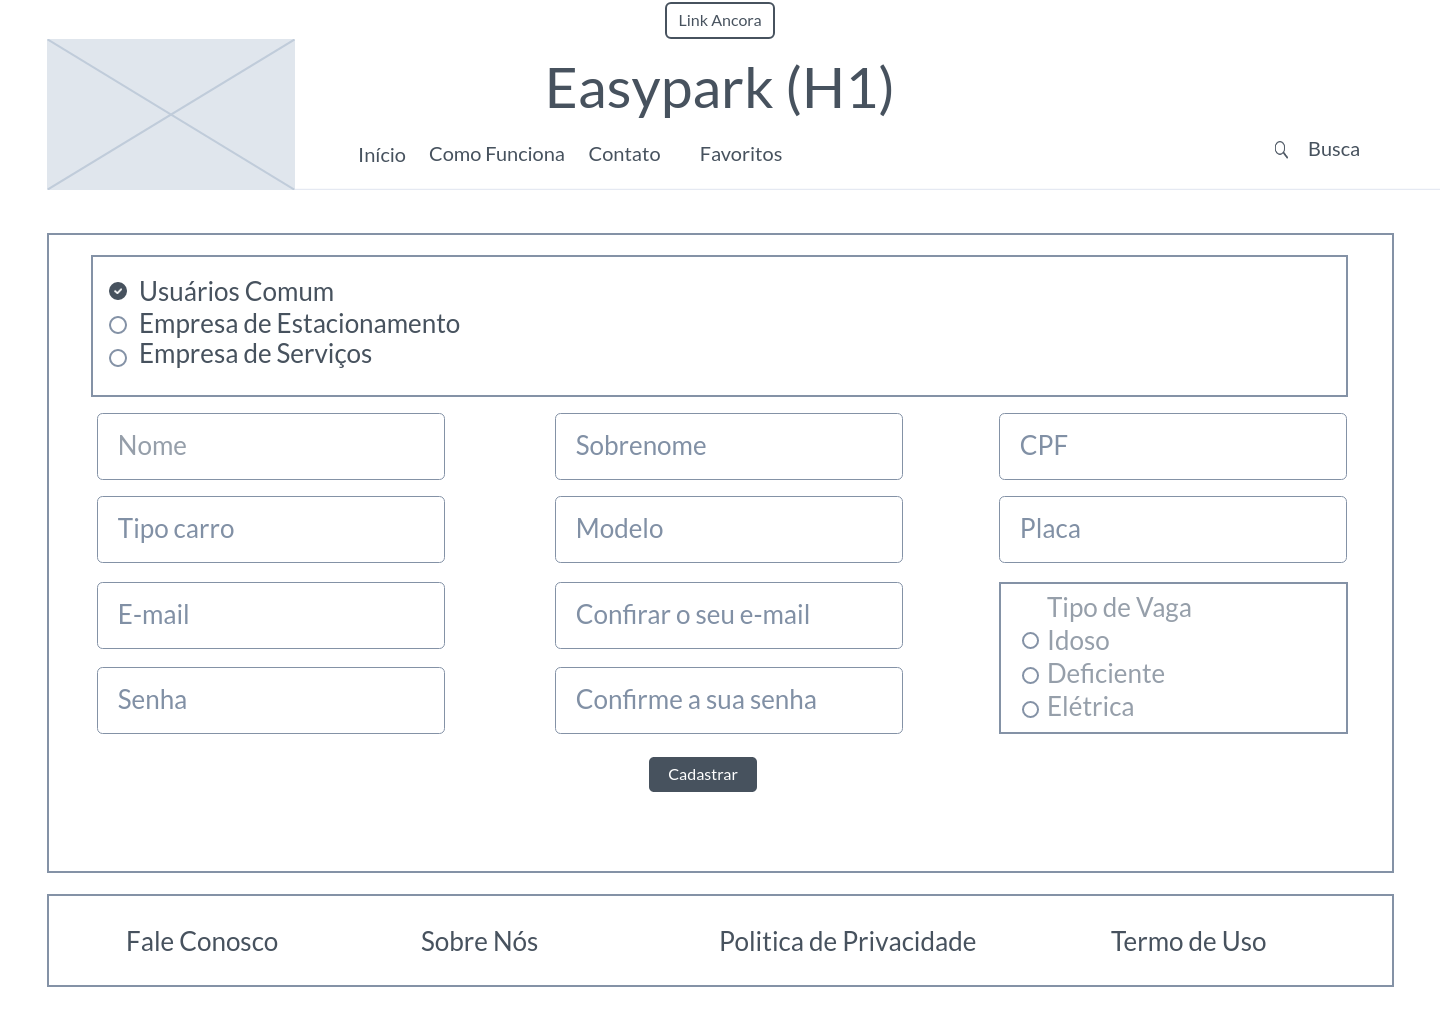 Link Ancora
Easypark (H1)
Início Como Funciona Contato Favoritos
Busca
Usuários Comum
Empresa de Estacionamento
Empresa de Serviços
Nome Sobrenome CPF
Tipo carro Modelo Placa
E-mail Confirar o seu e-mail
Tipo de Vaga
Idoso
Deficiente
Elétrica
Senha Confirme a sua senha
Cadastrar
Fale Conosco Sobre Nós Politica de Privacidade Termo de Uso